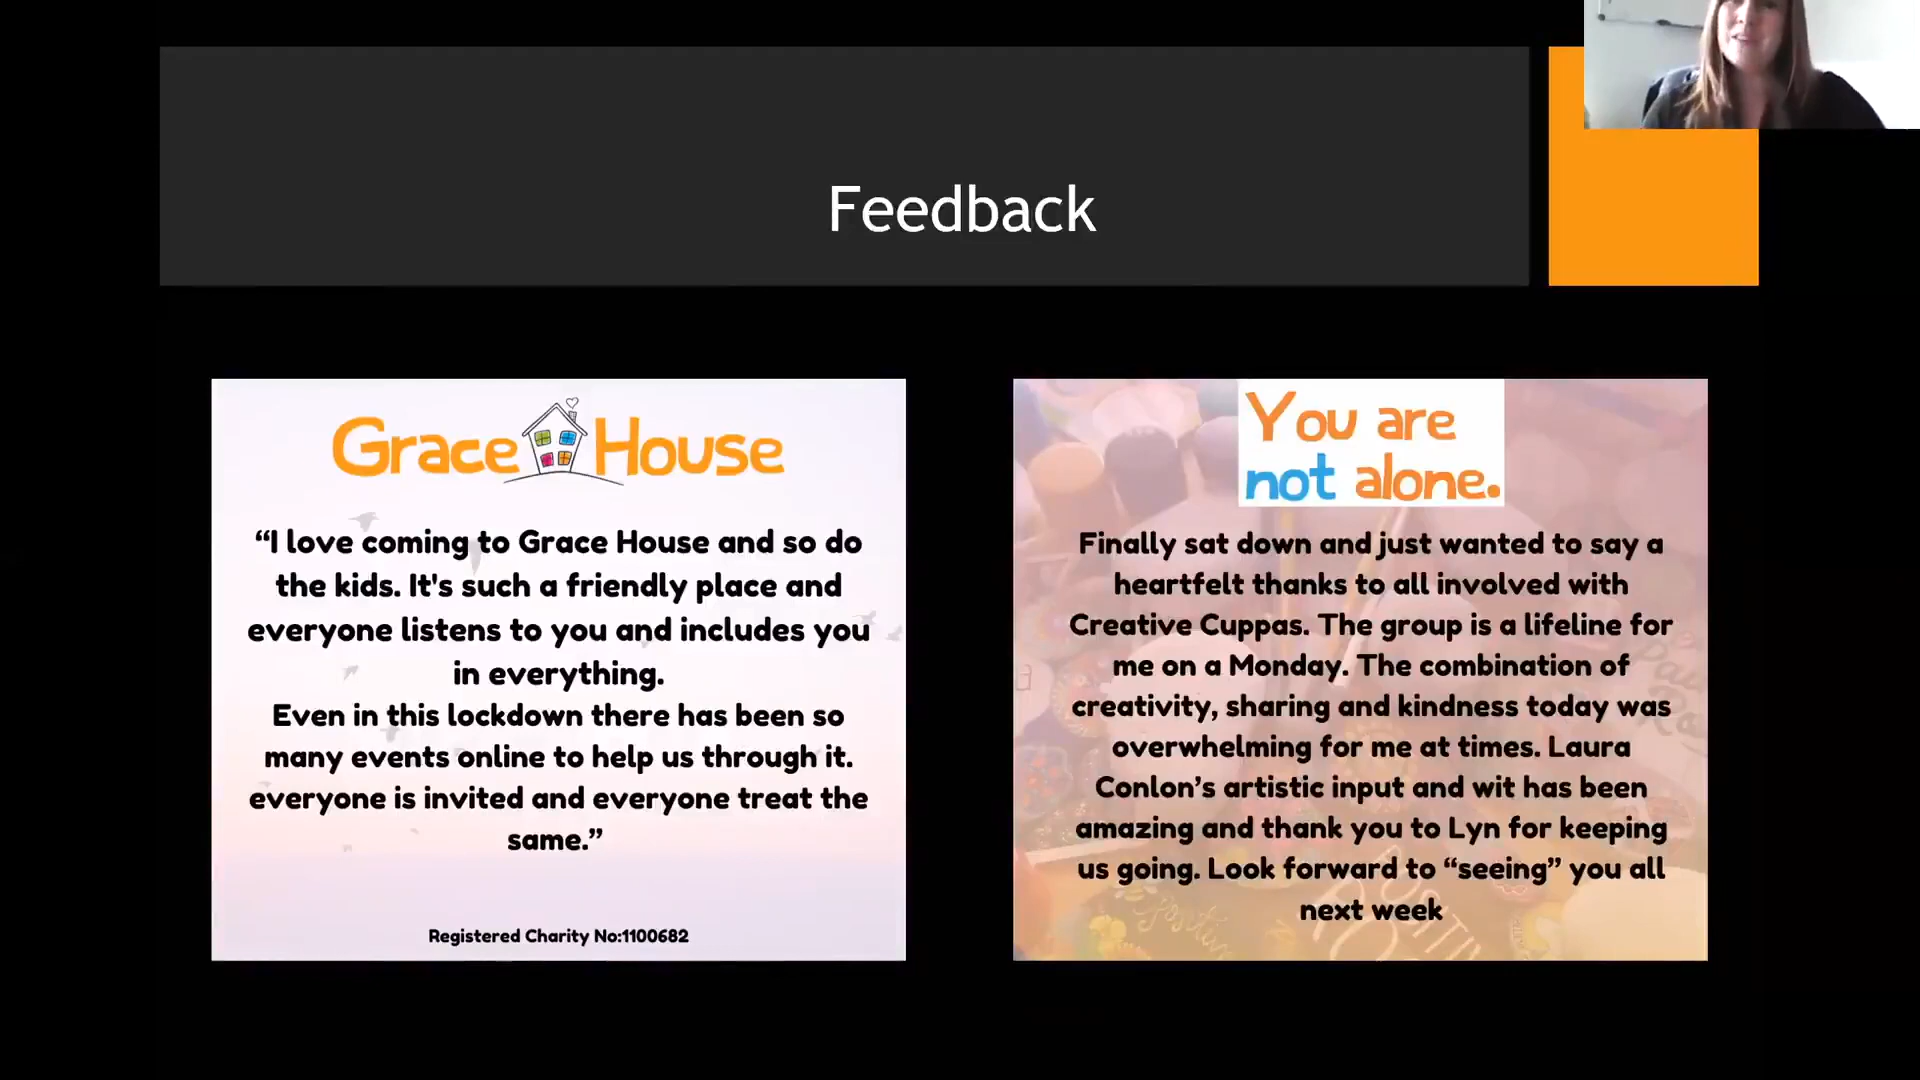 Feedback
Grace House
“I love coming to Grace House and so do
the kids. It's such a friendly place and
everyone listens to you and includes you
in everything.
Even in this lockdown there has been so
many events online to help us through it.
everyone is invited and everyone treat the
same.”
Registered Charity No:1100682
You are
not alone.
Finally sat down and just wanted to say a
heartfelt thanks to all involved with
Creative Cuppas. The group is a lifeline for
me on a Monday. The combination of
creativity, sharing and kindness today was
overwhelming for me at times. Laura
Conlon’s artistic input and wit has been
amazing and thank you to Lyn for keeping
us going. Look forward to “seeing” you all
next week